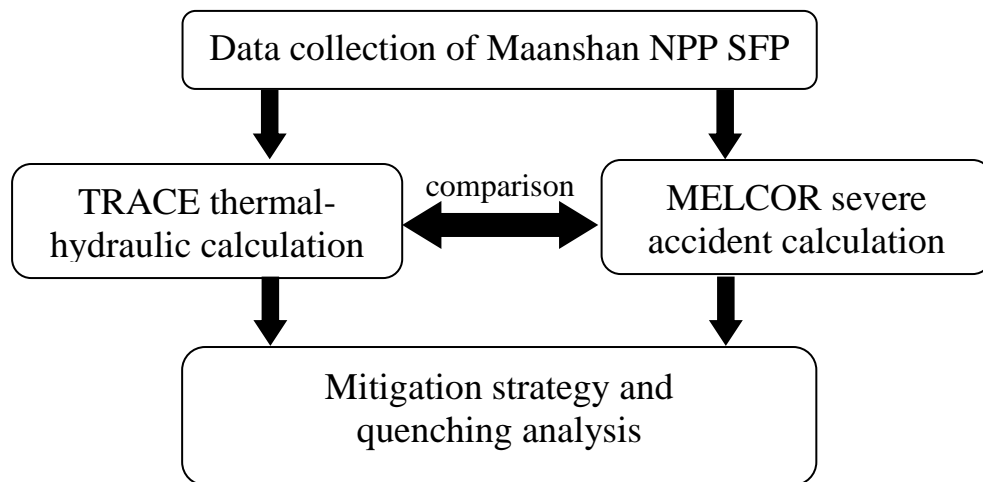 Data collection of Maanshan NPP SFP
TRACE thermal-
hydraulic calculation
comparison
MELCOR severe
accident calculation
Mitigation strategy and
quenching analysis